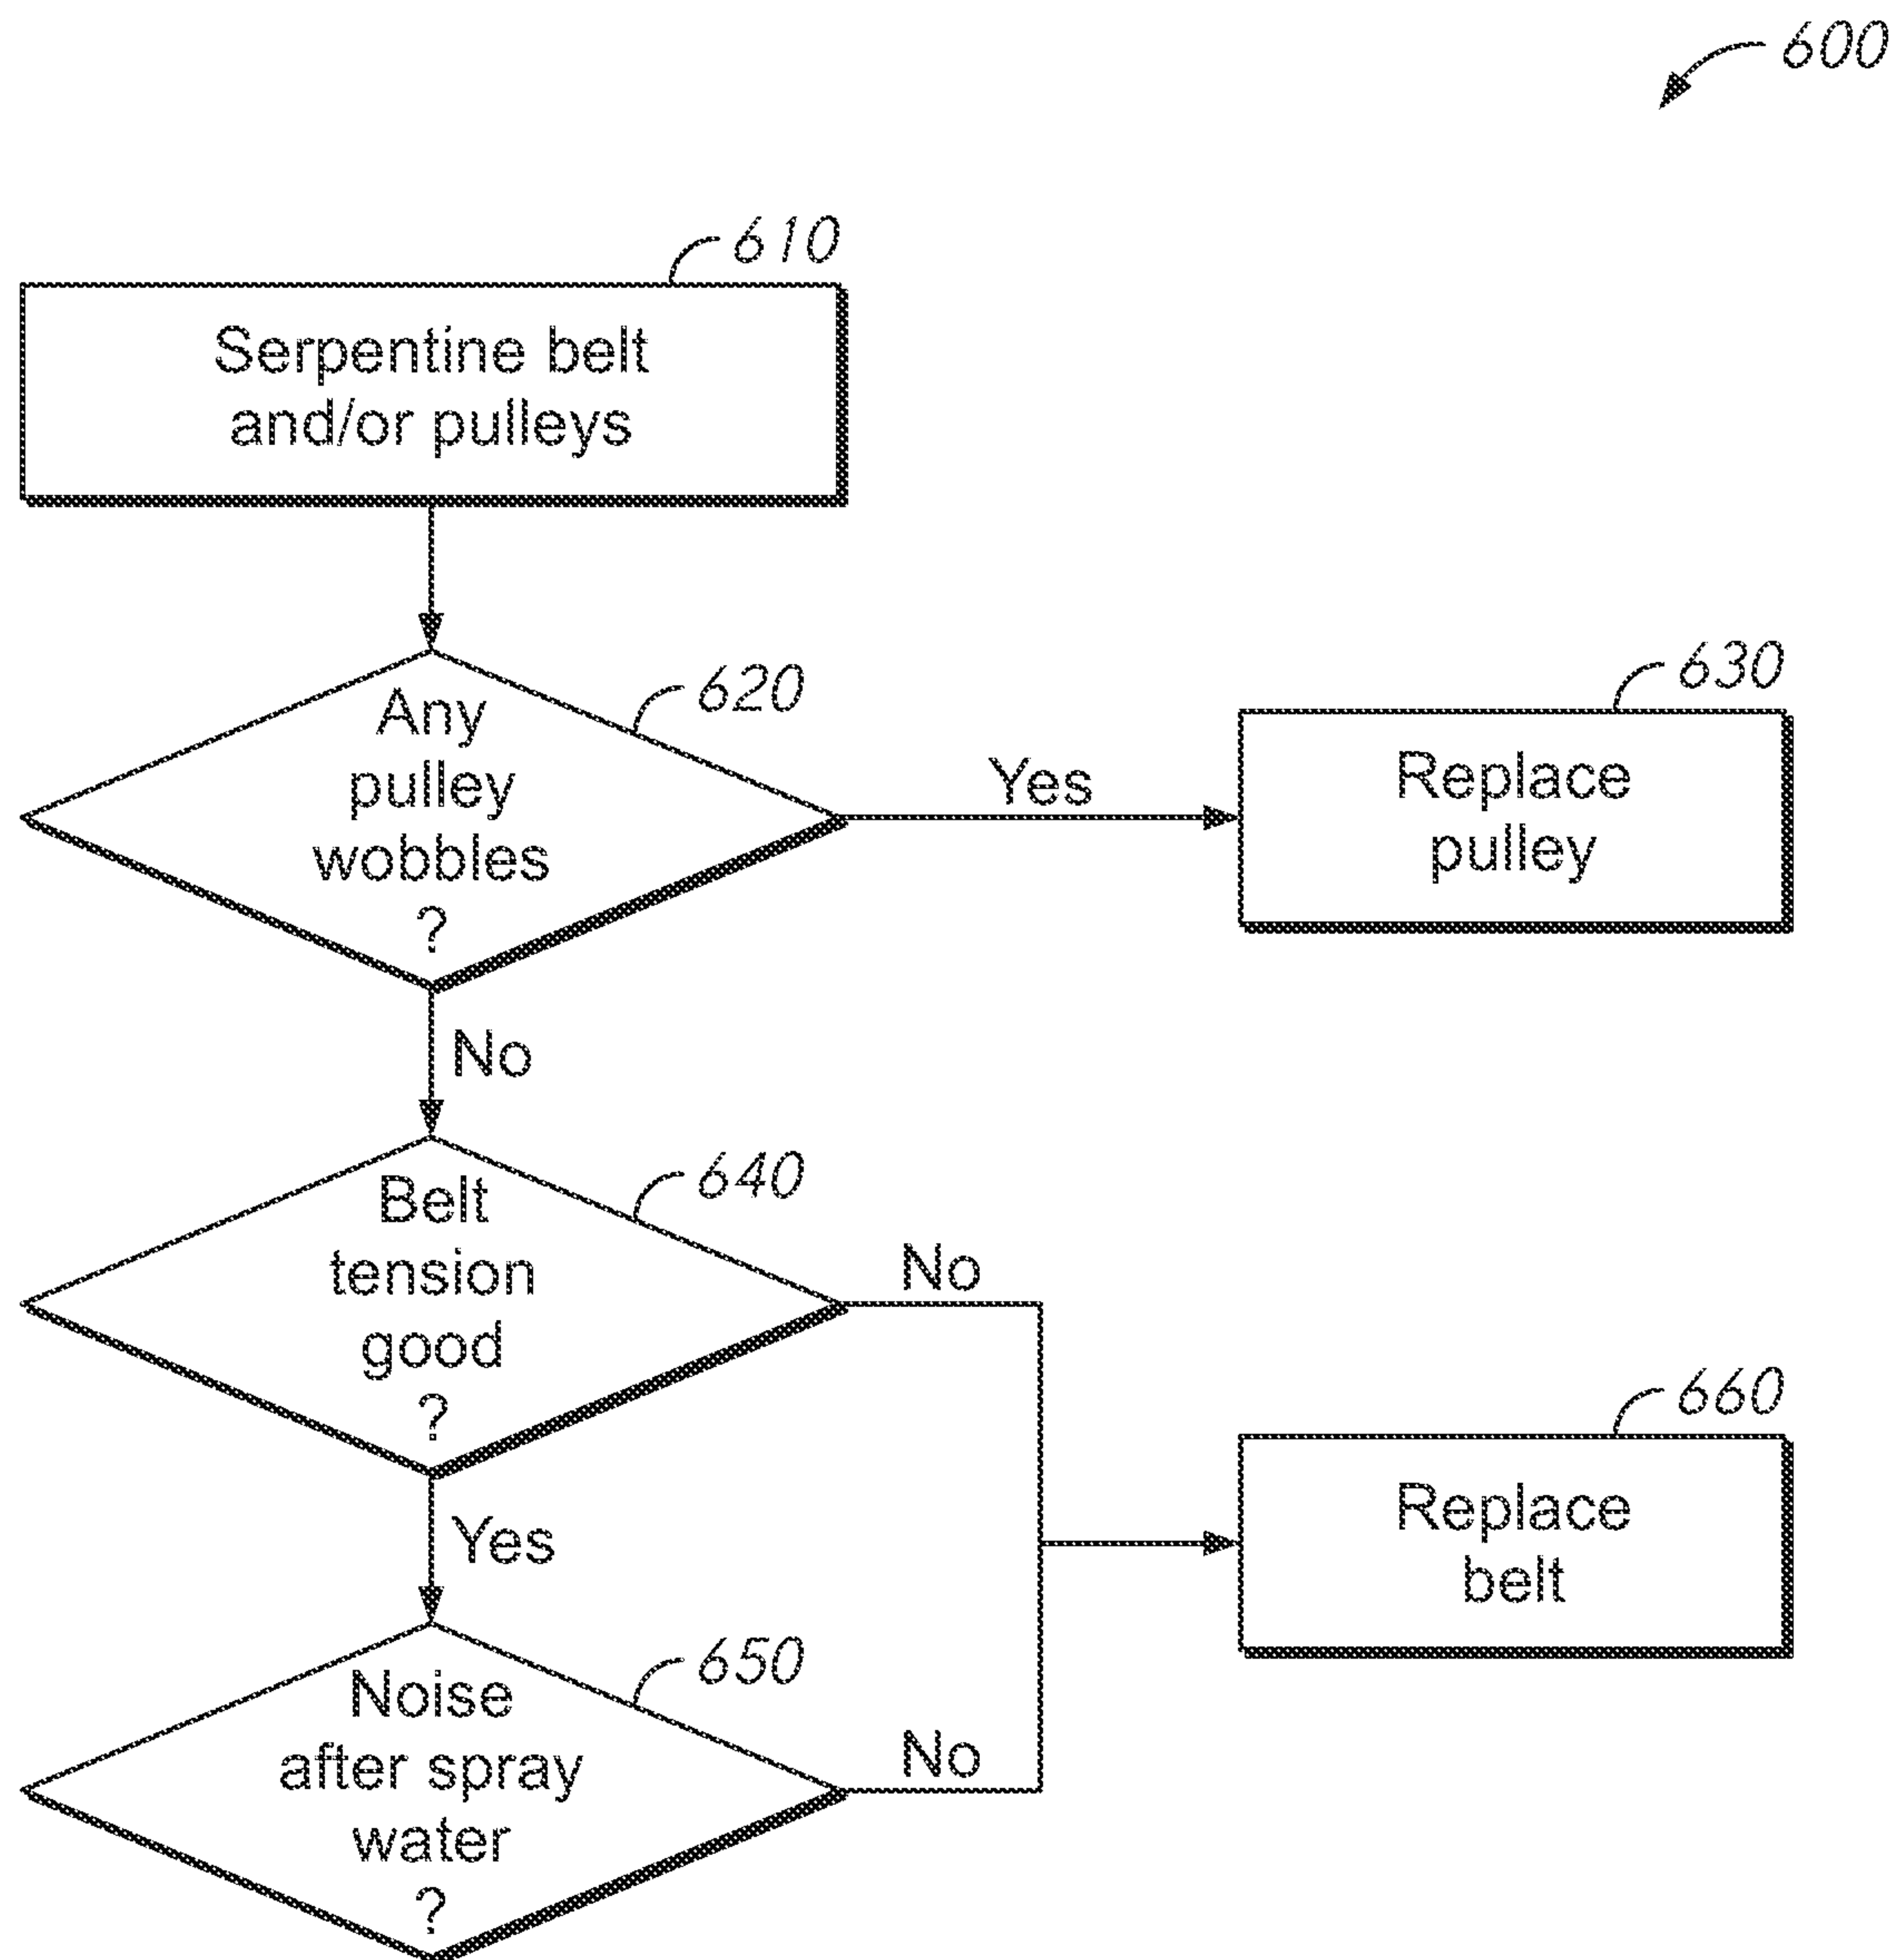 600
610
Serpentine belt
and/or pulleys
620
Any
pulley
wobbles
?
Yes
630
Replace
pulley
No
640
Belt
tension
good
?
No
660
Replace
belt
Yes
650
Noise
after spray
water
?
No